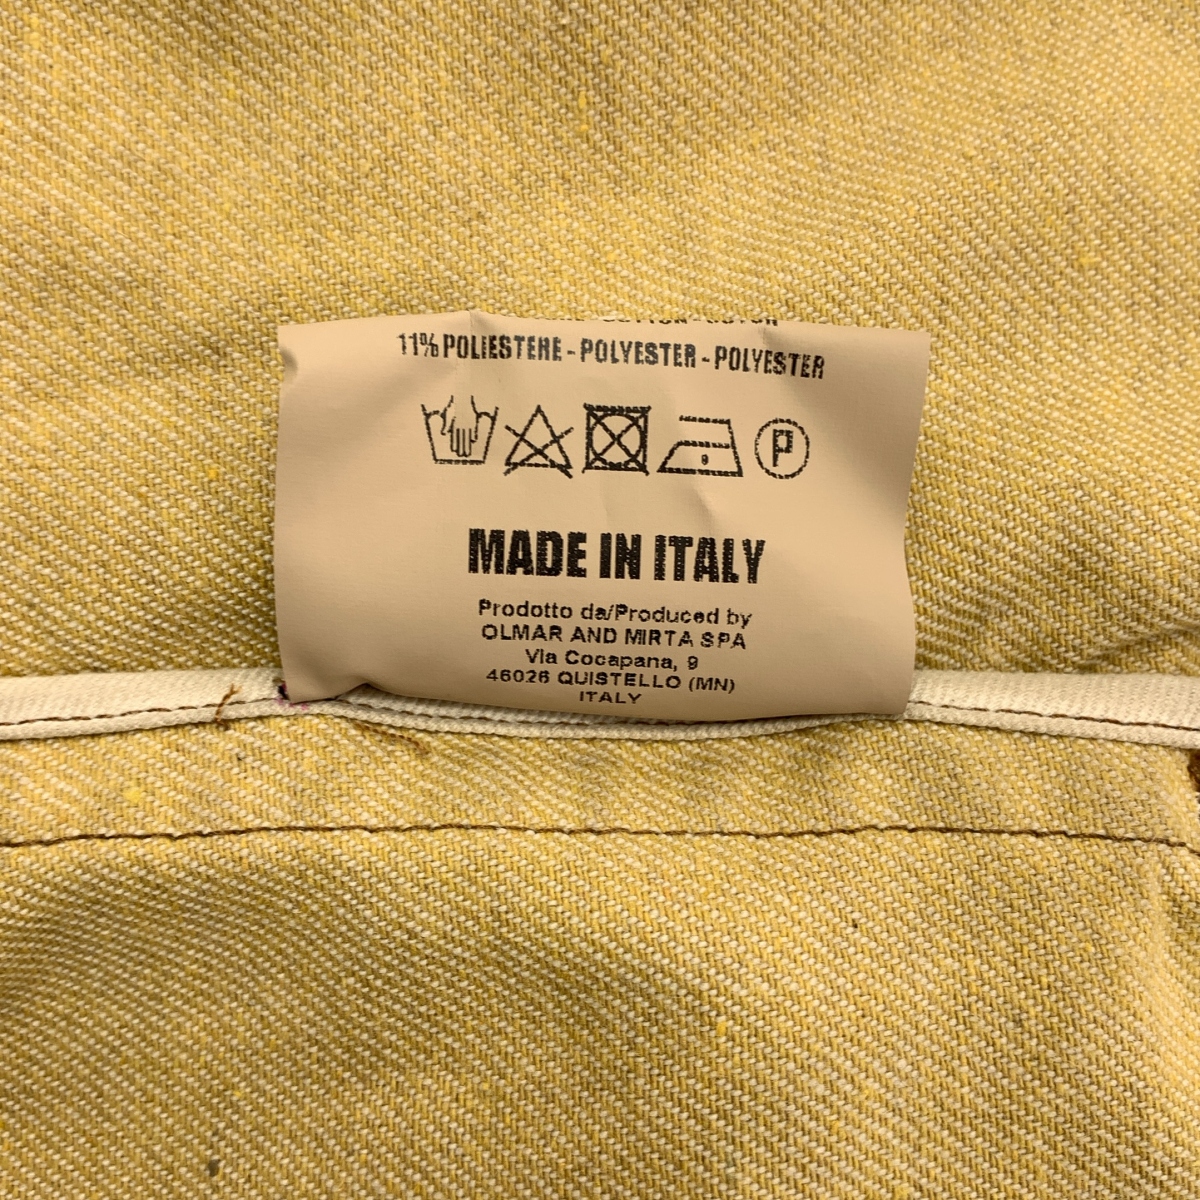 11% POLIESTERE - POLYESTER - POLYESTER
P
MADE IN ITALY
Prodotto da/Produced by
OLMAR AND MIRTA SPA
Via Cocapana, 9
46026 QUISTELLO (MN)
ITALY